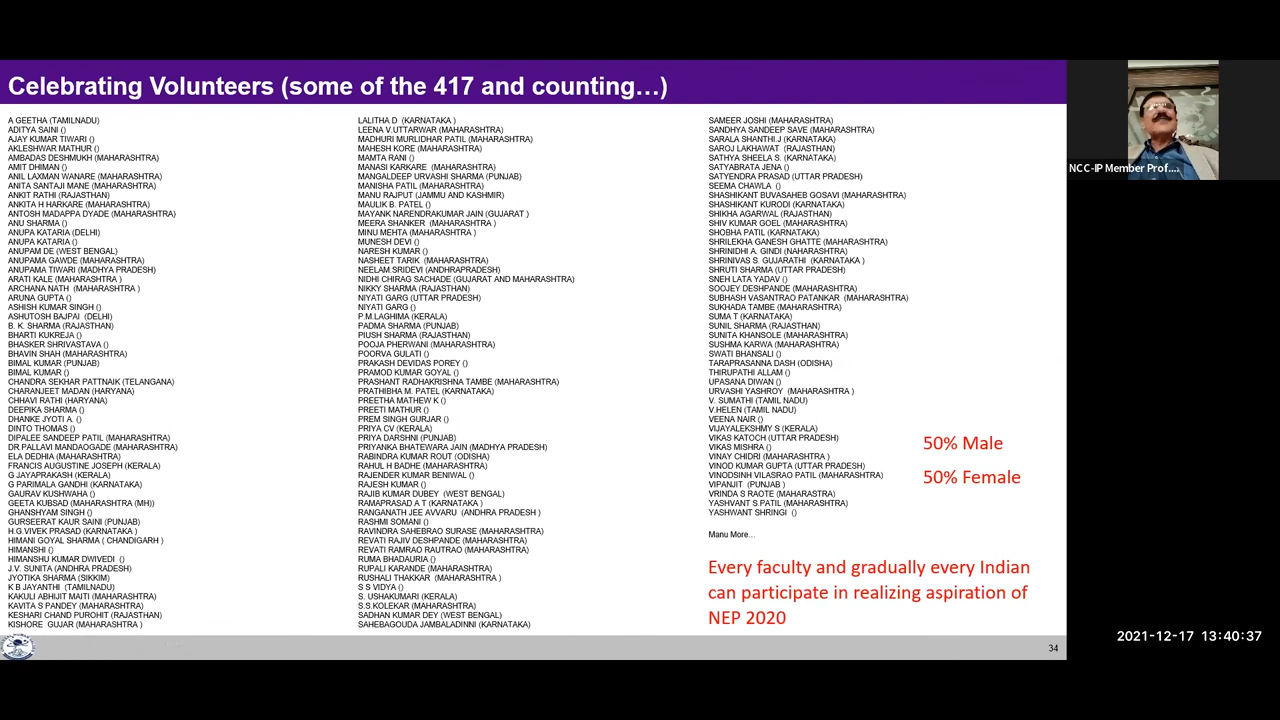 Celebrating Volunteers (some of the 417 and counting…)
A GEETHA (TAMILNADU)
ADITYA SAINI ()
AJAY KUMAR TIWARI ()
AKLESHWAR MATHUR ()
AMBADAS DESHMUKH (MAHARASHTRA)
AMIT DHIMAN ()
ANIL LAXMAN WANARE (MAHARASHTRA)
ANITA SANTAJI MANE (MAHARASHTRA)
ANKIT RATHI (RAJASTHAN)
ANKITA H HARKARE (MAHARASHTRA)
ANTOSH MADAPPA DYADE (MAHARASHTRA)
ANU SHARMA ()
ANUPA KATARIA (DELHI)
ANUPA KATARIA ()
ANUPAM DE (WEST BENGAL)
ANUPAMA GAWDE (MAHARASHTRA)
ANUPAMA TIWARI (MADHYA PRADESH)
ARATI KALE (MAHARASHTRA )
ARCHANA NATH (MAHARASHTRA )
ARUNA GUPTA ()
ASHISH KUMAR SINGH ()
ASHUTOSH BAJPAI (DELHI)
B. K. SHARMA (RAJASTHAN)
BHARTI KUKREJA ()
BHASKER SHRIVASTAVA ()
BHAVIN SHAH (MAHARASHTRA)
BIMAL KUMAR (PUNJAB)
BIMAL KUMAR ()
CHANDRA SEKHAR PATTNAIK (TELANGANA)
CHARANJEET MADAN (HARYANA)
CHHAVI RATHI (HARYANA)
DEEPIKA SHARMA ()
DHANKE JYOTI A. ()
DINTO THOMAS ()
DIPALEE SANDEEP PATIL (MAHARASHTRA)
DR.PALLAVI MANDAOGADE (MAHARASHTRA)
ELA DEDHIA (MAHARASHTRA)
FRANCIS AUGUSTINE JOSEPH (KERALA)
G JAYAPRAKASH (KERALA)
G PARIMALA GANDHI (KARNATAKA)
GAURAV KUSHWAHA ()
GEETA KUBSAD (MAHARASHTRA (MH))
GHANSHYAM SINGH ()
GURSEERAT KAUR SAINI (PUNJAB)
H.G.VIVEK PRASAD (KARNATAKA )
HIMANI GOYAL SHARMA ( CHANDIGARH )
HIMANSHI ()
HIMANSHU KUMAR DWIVEDI ()
J.V. SUNITA (ANDHRA PRADESH)
JYOTIKA SHARMA (SIKKIM)
K B JAYANTHI (TAMILNADU)
KAKULI ABHIJIT MAITI (MAHARASHTRA)
KAVITA S PANDEY (MAHARASHTRA)
KESHARI CHAND PUROHIT (RAJASTHAN)
KISHORE GUJAR (MAHARASHTRA )
LALITHA D (KARNATAKA )
LEENA V.UTTARWAR (MAHARASHTRA)
MADHURI MURLIDHAR PATIL (MAHARASHTRA)
MAHESH KORE (MAHARASHTRA)
MAMTA RANI ()
MANASI KARKARE (MAHARASHTRA)
MANGALDEEP URVASHI SHARMA (PUNJAB)
MANISHA PATIL (MAHARASHTRA)
MANU RAJPUT (JAMMU AND KASHMIR)
MAULIK B. PATEL ()
MAYANK NARENDRAKUMAR JAIN (GUJARAT )
MEERA SHANKER (MAHARASHTRA )
MINU MEHTA (MAHARASHTRA )
MUNESH DEVI ()
NARESH KUMAR ()
NASHEET TARIK (MAHARASHTRA)
NEELAM.SRIDEVI (ANDHRAPRADESH)
NIDHI CHIRAG SACHADE (GUJARAT AND MAHARASHTRA)
NIKKY SHARMA (RAJASTHAN)
NIYATI GARG (UTTAR PRADESH)
NIYATI GARG ()
P.M.LAGHIMA (KERALA)
PADMA SHARMA (PUNJAB)
PIUSH SHARMA (RAJASTHAN)
POOJA PHERWANI (MAHARASHTRA)
POORVA GULATI ()
PRAKASH DEVIDAS POREY ()
PRAMOD KUMAR GOYAL ()
PRASHANT RADHAKRISHNA TAMBE (MAHARASHTRA)
PRATHIBHA M. PATEL (KARNATAKA)
PREETHA MATHEW K ()
PREETI MATHUR ()
PREM SINGH GURJAR ()
PRIYA CV (KERALA)
PRIYA DARSHNI (PUNJAB)
PRIYANKA BHATEWARA JAIN (MADHYA PRADESH)
RABINDRA KUMAR ROUT (ODISHA)
RAHUL H BADHE (MAHARASHTRA)
RAJENDER KUMAR BENIWAL ()
RAJESH KUMAR ()
RAJIB KUMAR DUBEY (WEST BENGAL)
RAMAPRASAD A T (KARNATAKA )
RANGANATH JEE AVVARU (ANDHRA PRADESH )
RASHMI SOMANI ()
RAVINDRA SAHEBRAO SURASE (MAHARASHTRA)
REVATI RAJIV DESHPANDE (MAHARASHTRA)
REVATI RAMRAO RAUTRAO (MAHARASHTRA)
RUMA BHADAURIA ()
RUPALI KARANDE (MAHARASHTRA)
RUSHALI THAKKAR (MAHARASHTRA )
S S VIDYA ()
S. USHAKUMARI (KERALA)
S.S.KOLEKAR (MAHARASHTRA)
SADHAN KUMAR DEY (WEST BENGAL)
SAHEBAGOUDA JAMBALADINNI (KARNATAKA)
SAMEER JOSHI (MAHARASHTRA)
SANDHYA SANDEEP SAVE (MAHARASHTRA)
SARALA SHANTHI.J (KARNATAKA)
SAROJ LAKHAWAT (RAJASTHAN)
SATHYA SHEELA S. (KARNATAKA)
SATYABRATA JENA ()
SATYENDRA PRASAD (UTTAR PRADESH)
SEEMA CHAWLA ()
SHASHIKANT BUVASAHEB GOSAVI (MAHARASHTRA)
SHASHIKANT KURODI (KARNATAKA)
SHIKHA AGARWAL (RAJASTHAN)
SHIV KUMAR GOEL (MAHARASHTRA)
SHOBHA PATIL (KARNATAKA)
SHRILEKHA GANESH GHATTE (MAHARASHTRA)
SHRINIDHI A. GINDI (NAHARASHTRA)
SHRINIVAS S. GUJARATHI (KARNATAKA )
SHRUTI SHARMA (UTTAR PRADESH)
SNEH LATA YADAV ()
SOOJEY DESHPANDE (MAHARASHTRA)
SUBHASH VASANTRAO PATANKAR (MAHARASHTRA)
SUKHADA TAMBE (MAHARASHTRA)
SUMA T (KARNATAKA)
SUNIL SHARMA (RAJASTHAN)
SUNITA KHANSOLE (MAHARASHTRA)
SUSHMA KARWA (MAHARASHTRA)
SWATI BHANSALI ()
TARAPRASANNA DASH (ODISHA)
THIRUPATHI ALLAM ()
UPASANA DIWAN ()
URVASHI YASHROY (MAHARASHTRA )
V. SUMATHI (TAMIL NADU)
V.HELEN (TAMIL NADU)
VEENA NAIR ()
VIJAYALEKSHMY S (KERALA)
VIKAS KATOCH (UTTAR PRADESH)
VIKAS MISHRA ()
VINAY CHIDRI (MAHARASHTRA )
VINOD KUMAR GUPTA (UTTAR PRADESH)
VINODSINH VILASRAO PATIL (MAHARASHTRA)
VIPANJIT (PUNJAB )
VRINDA S RAOTE (MAHARASTRA)
YASHVANT S PATIL (MAHARASHTRA)
YASHWANT SHRINGI ()
Manu More...
50% Male
50% Female
Every faculty and gradually every Indian
can participate in realizing aspiration of
NEP 2020
34
NCC-IP Member Prof....
2021-12-17 13:40:37